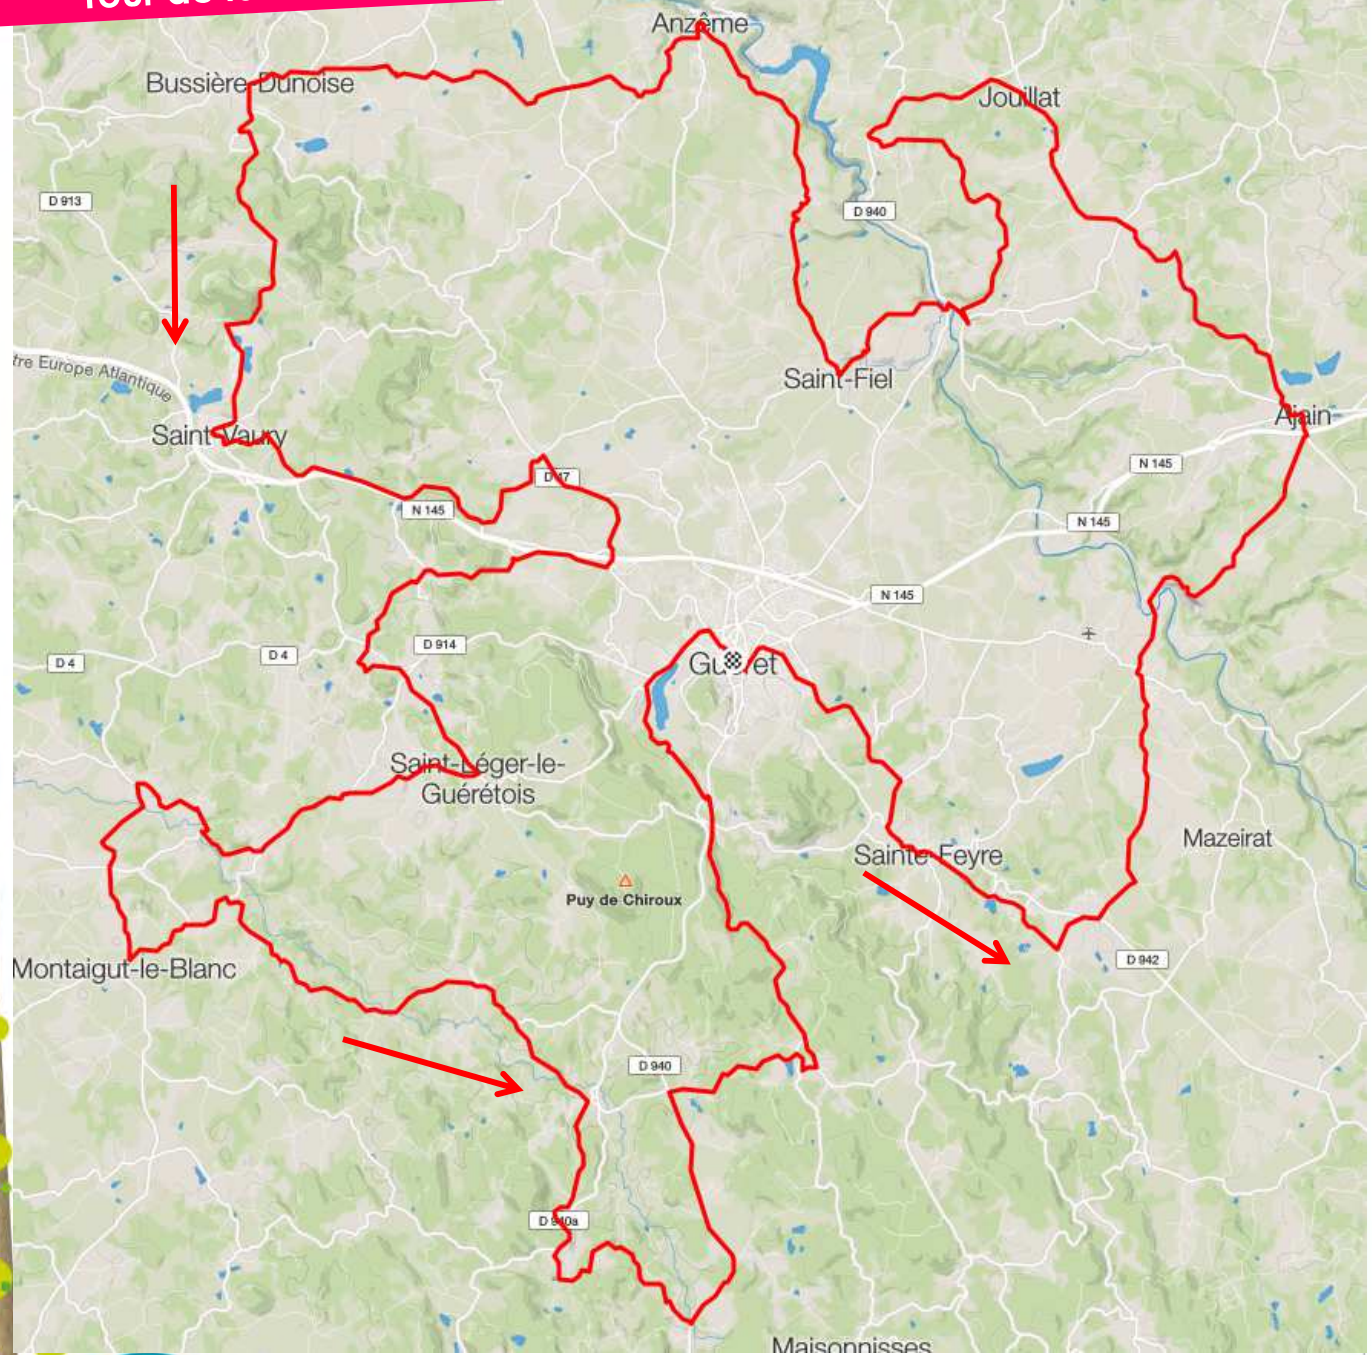 Anzême
Bussière-Dunoise
Jouillat
D 913
D 940
tre Europe Atlantique
Saint-Fiel
Ajain
Saint-Vaury
D 47
N 145
N 145
N 145
N 145
D 914
D 4
D 4
Guéret
Saint-Léger-le-
Guérétois
Mazeirat
Sainte-Feyre
Puy de Chiroux
D 942
Montaigut-le-Blanc
D 940
D 940a
Maisonnisses